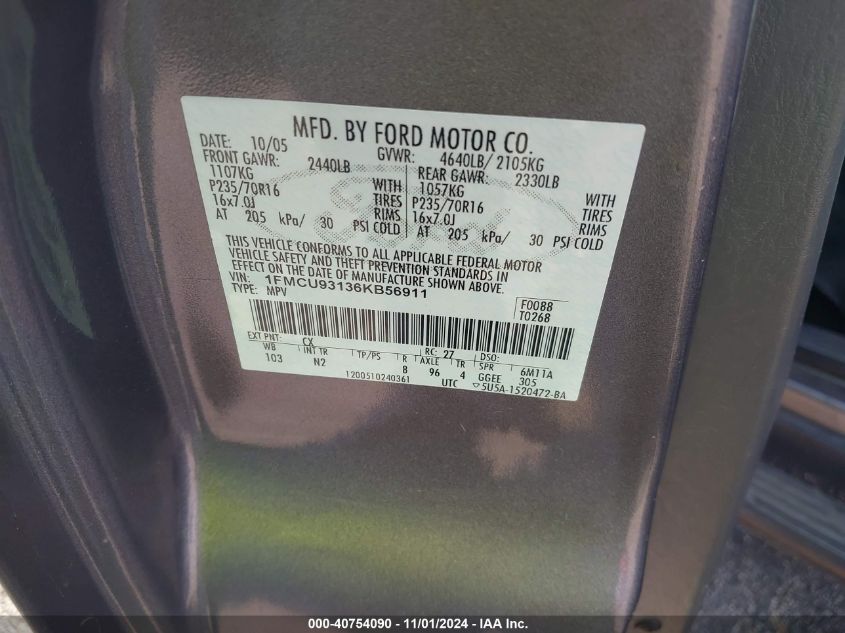 MFD. BY FORD MOTOR CO.
DATE: 10/05 GVWR: 4640LB/ 2105KG
FRONT GAWR: 2440LB REAR GAWR: 2330LB
1107KG WITH 1057KG WITH
P235/70R16 TIRES P235/70R16 TIRES
16x7.0J RIMS 16x7.0J RIMS
AT 205 kPa/ 30 PSI COLD AT 205 kPa/ 30 PSI COLD
THIS VEHICLE CONFORMS TO ALL APPLICABLE FEDERAL MOTOR
VEHICLE SAFETY AND THEFT PREVENTION STANDARDS IN
EFFECT ON THE DATE OF MANUFACTURE SHOWN ABOVE.
VIN: 1FMCU93136KB56911
TYPE: MPV
F0088
T0268
EXT PNT: CX RC: 27 DSO:
WB INT TR TP/PS R AXLE TR SPR 6M11A
103 N2 8 96 4 GGEE 305
1200510240361 UTC ▽5U5A-1520472-BA
Ford
000-40754090 - 11/01/2024 - IAA Inc.